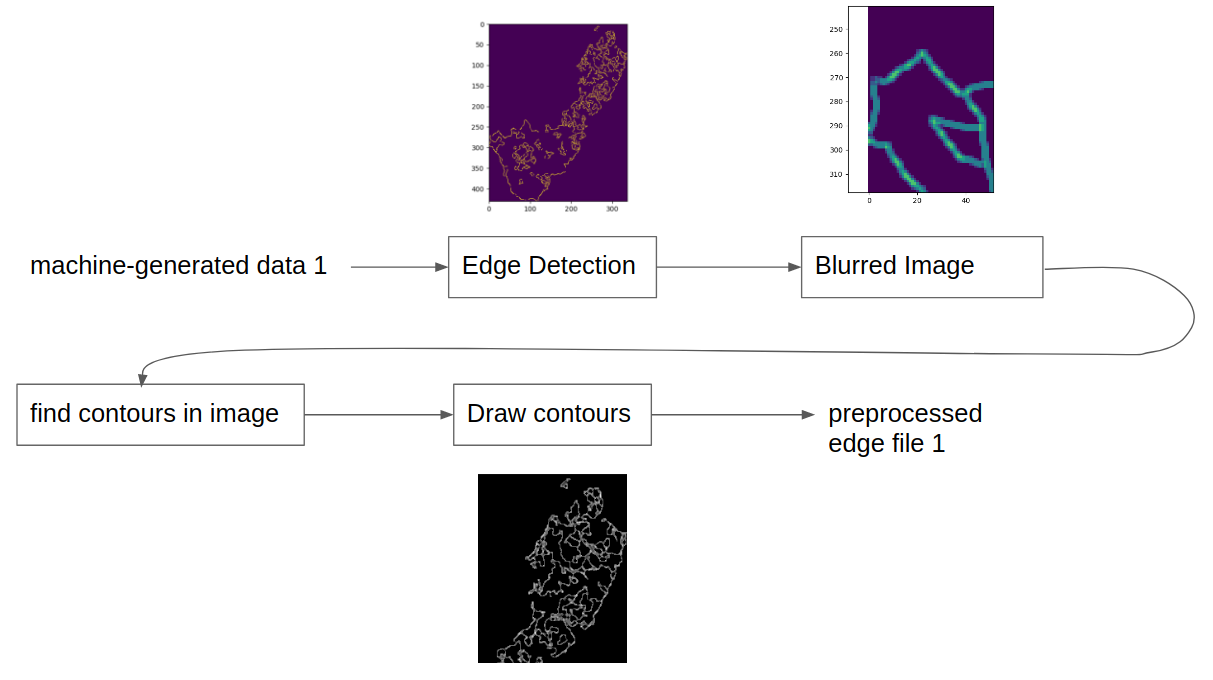 0
50
100
150
200
250
300
350
400
0 100 200 300
250
260
270
280
290
300
310
0 20 40
machine-generated data 1
Edge Detection
Blurred Image
find contours in image
Draw contours
preprocessed
edge file 1